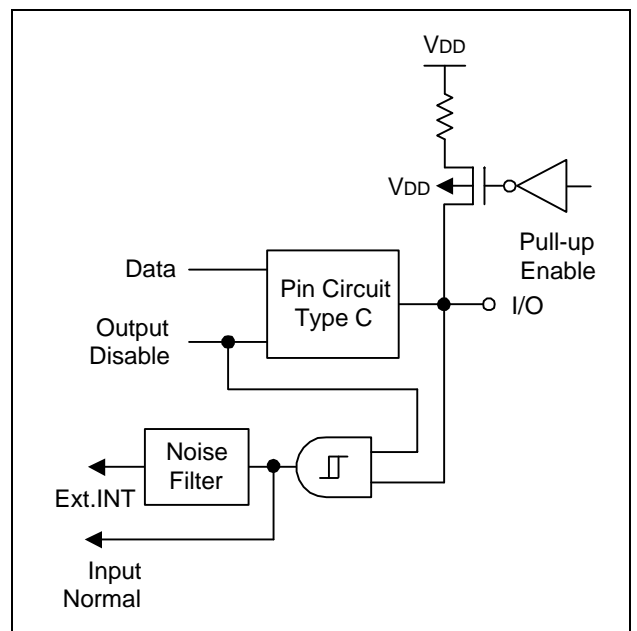 VDD
VDD
Pull-up
Enable
Data
Pin Circuit
Type C
I/O
Output
Disable
Noise
Filter
Ext.INT
Input
Normal